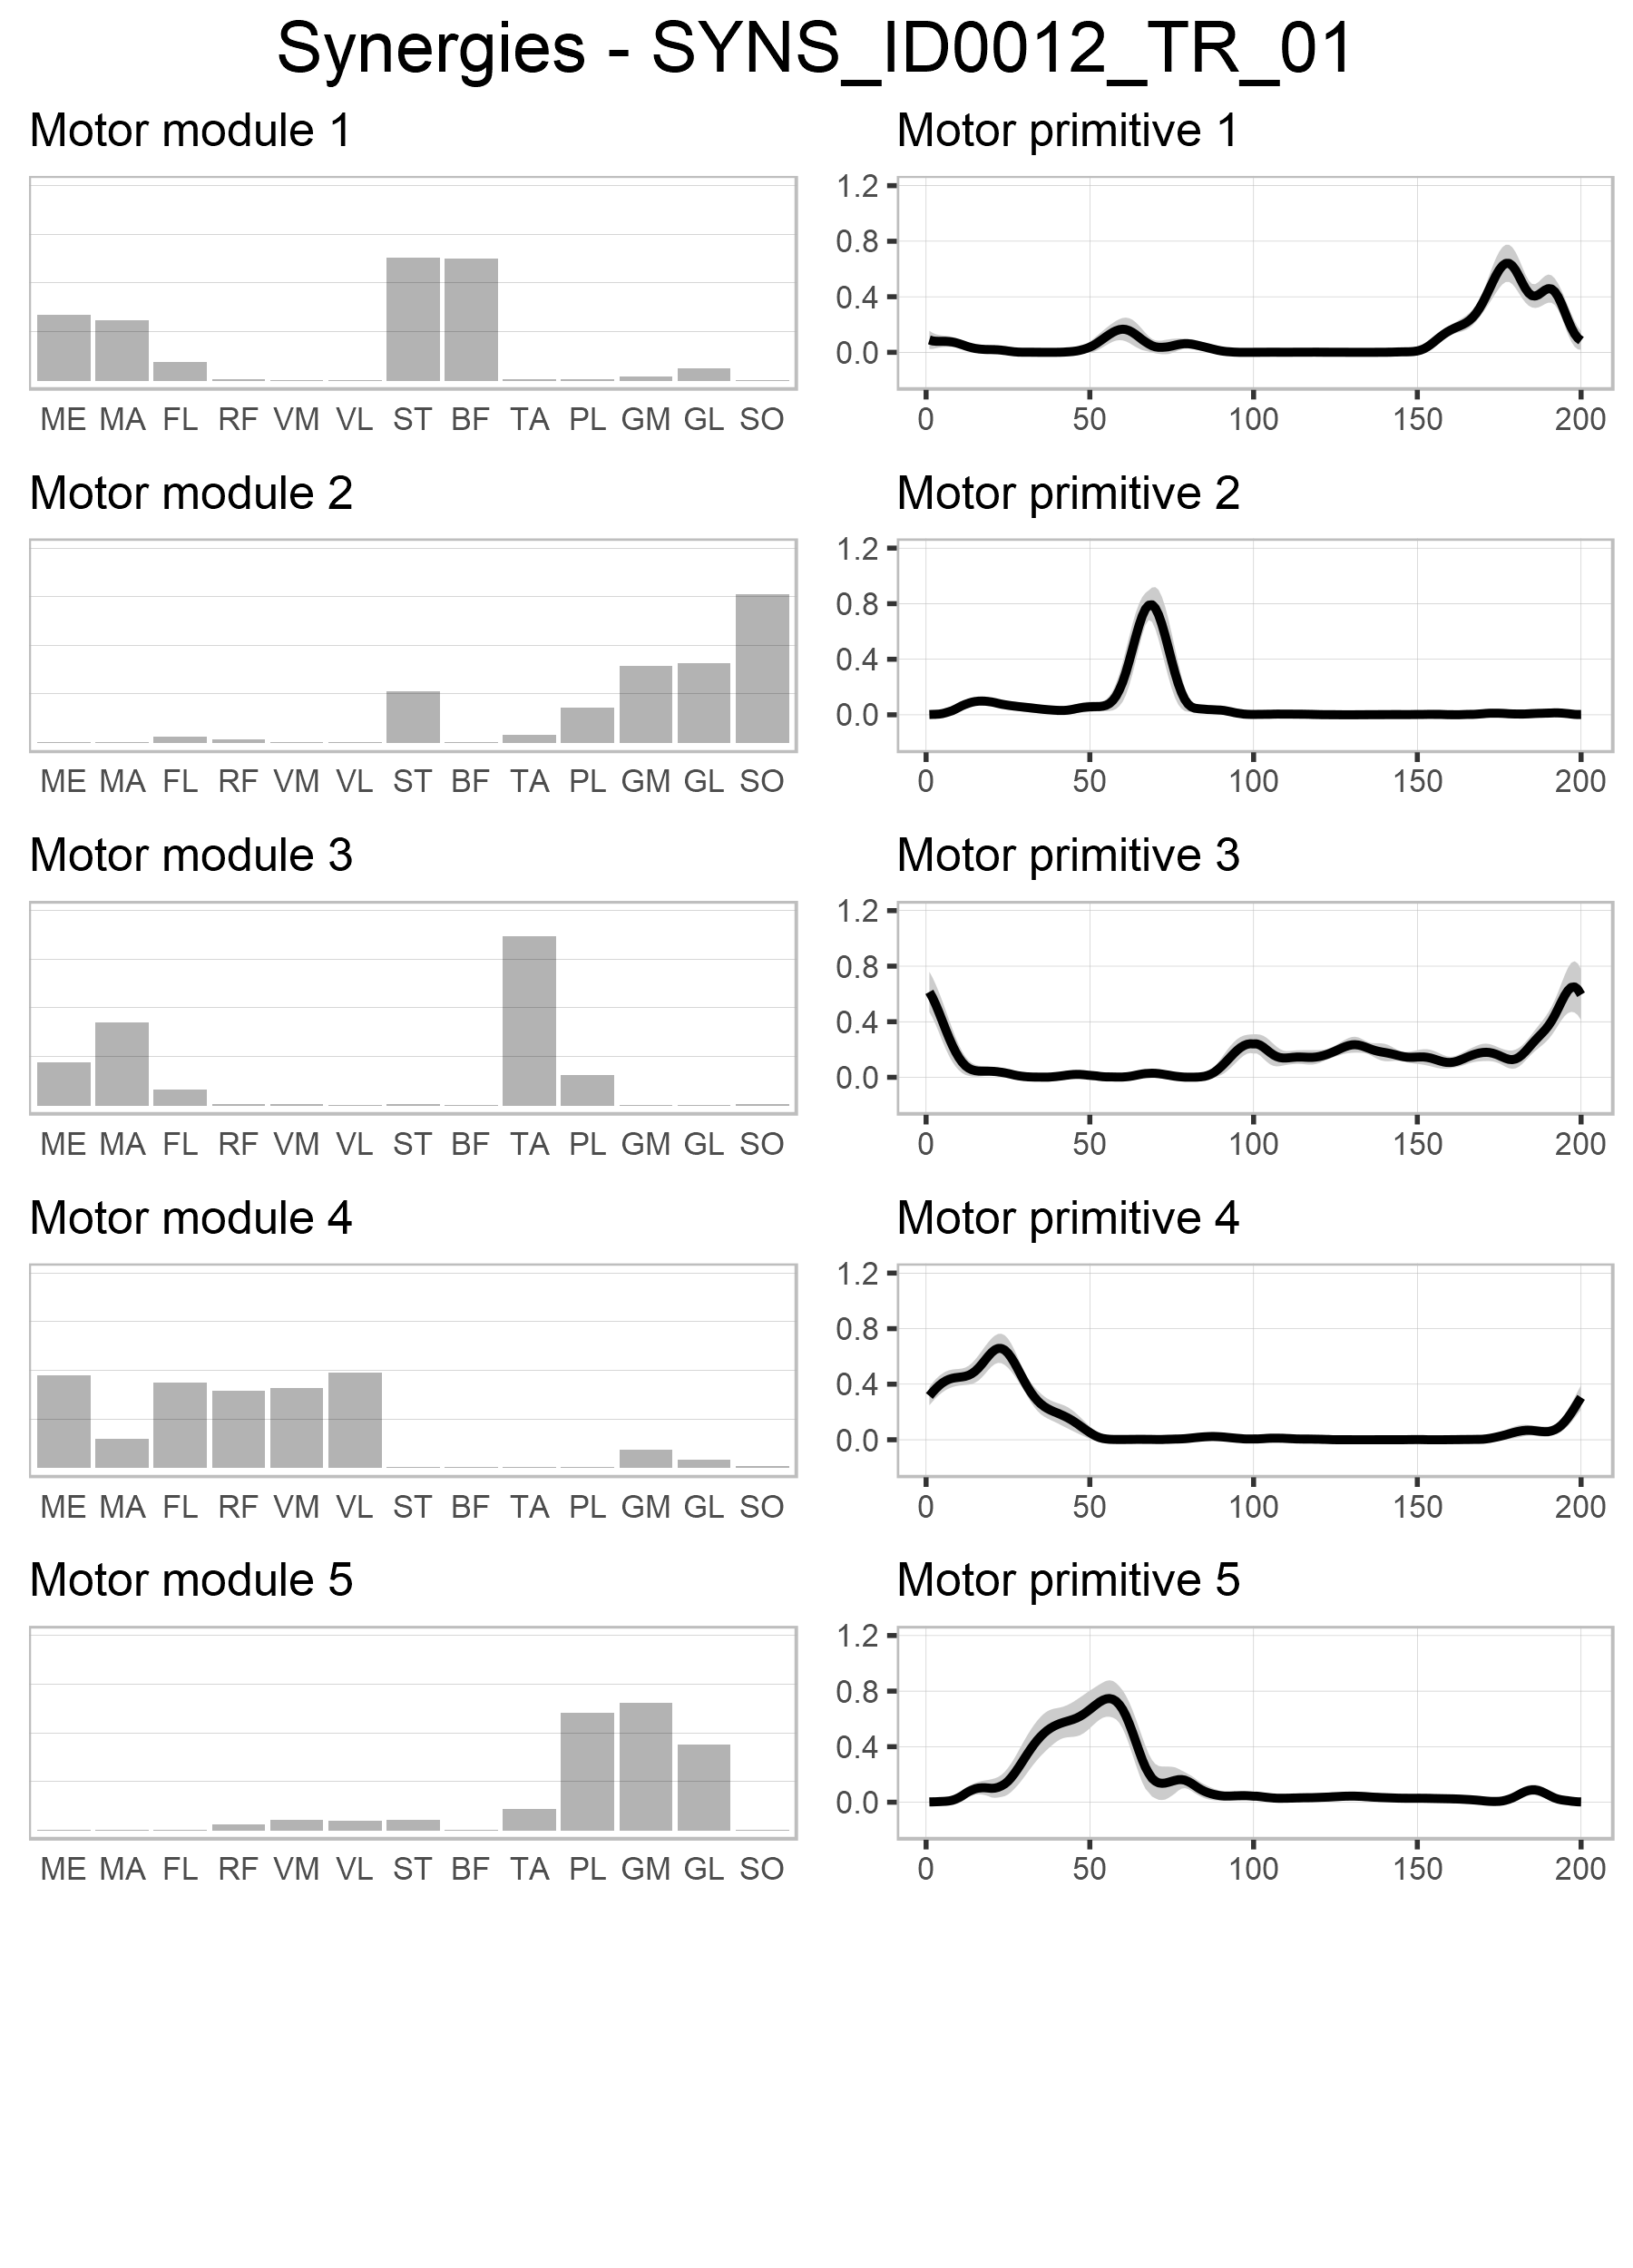 Synergies - SYNS_ID0012_TR_01
Motor module 1
Motor primitive 1
1.2
0.8
0.4
0.0
ME MA FL RF VM VL ST BF TA PL GM GL SO
0 50 100 150 200
Motor module 2
Motor primitive 2
1.2
0.8
0.4
0.0
ME MA FL RF VM VL ST BF TA PL GM GL SO
0 50 100 150 200
Motor module 3
Motor primitive 3
1.2
0.8
0.4
0.0
ME MA FL RF VM VL ST BF TA PL GM GL SO
0 50 100 150 200
Motor module 4
Motor primitive 4
1.2
0.8
0.4
0.0
ME MA FL RF VM VL ST BF TA PL GM GL SO
0 50 100 150 200
Motor module 5
Motor primitive 5
1.2
0.8
0.4
0.0
ME MA FL RF VM VL ST BF TA PL GM GL SO
0 50 100 150 200